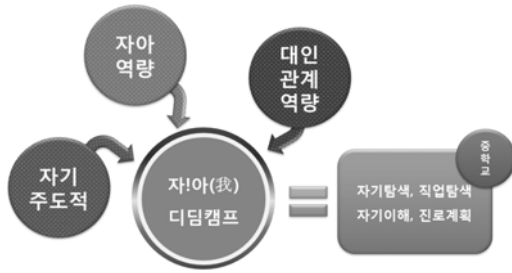 자아
역량
대인
관계
역량
자기
주도적
자!아(我)
디딤캠프
중
학
교
자기탐색, 직업탐색
자기이해, 진로계획